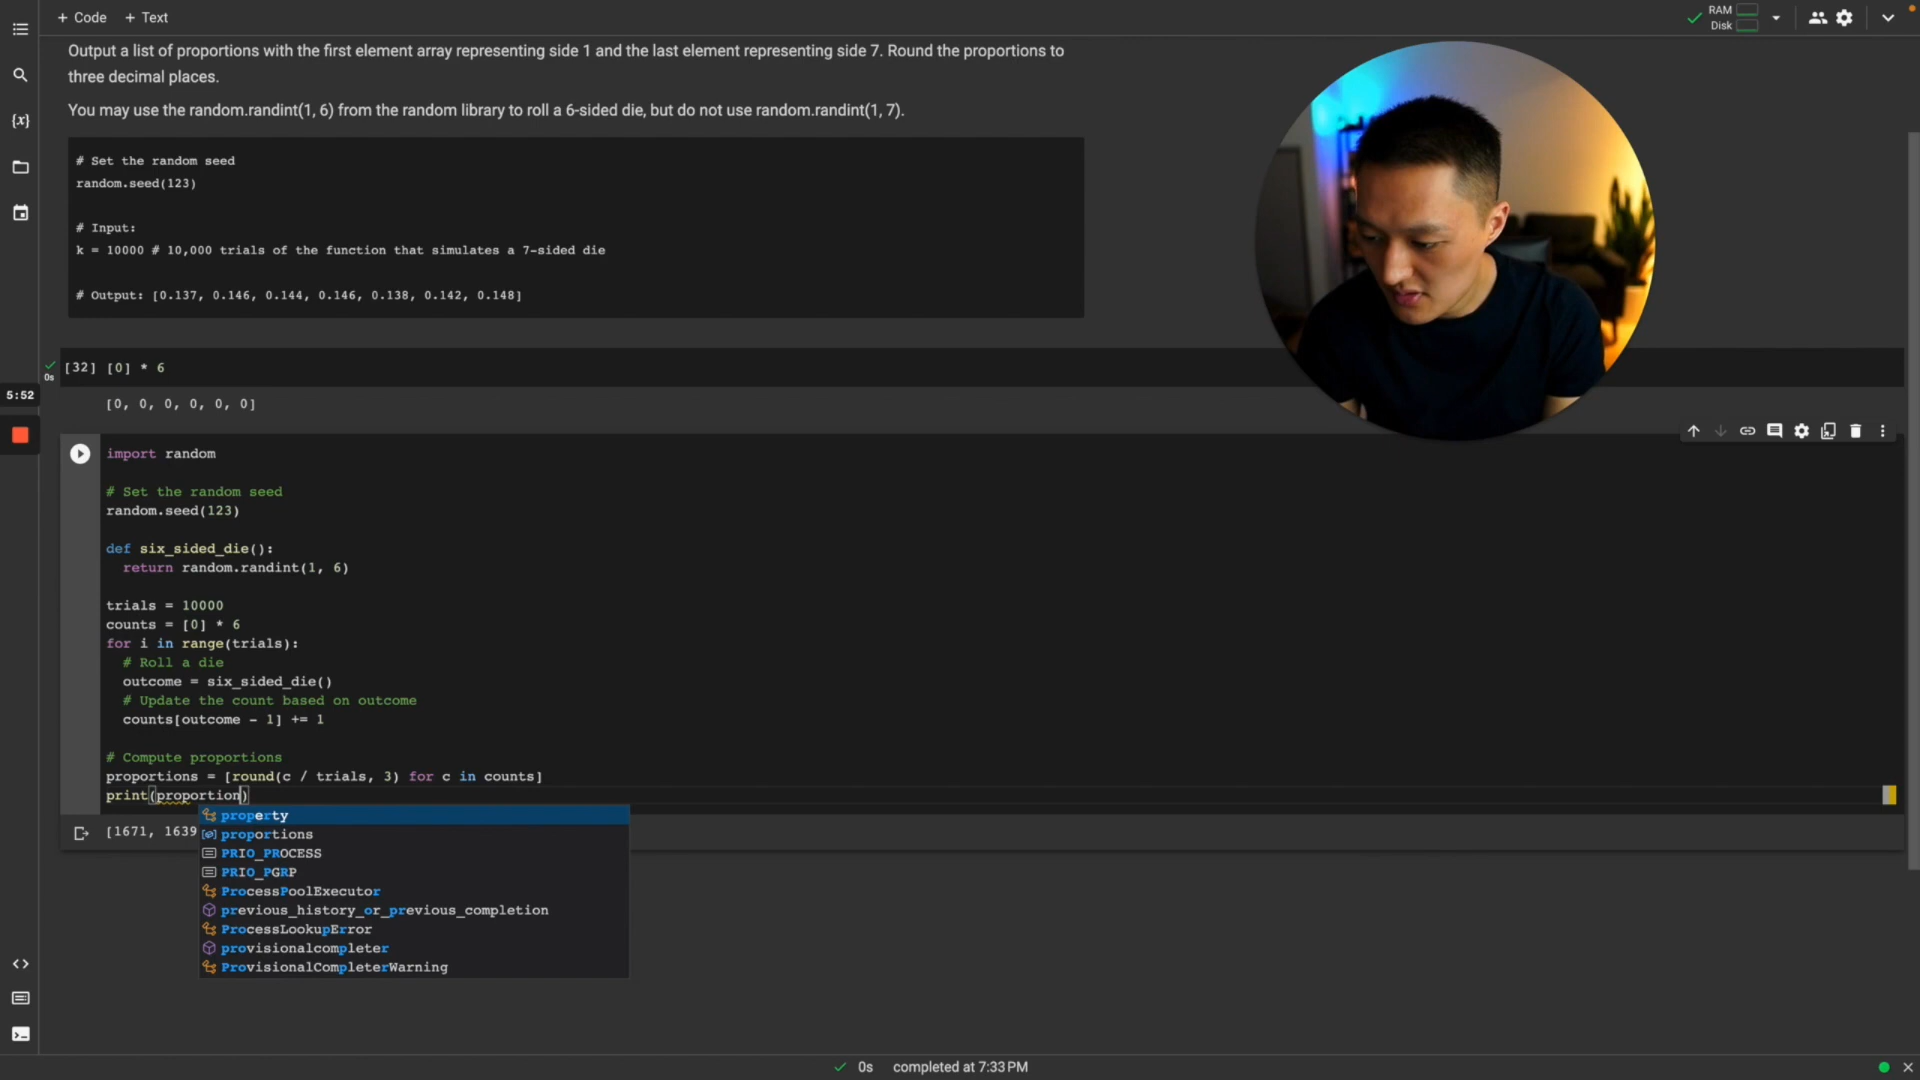 + Code + Text
RAM
Disk
Output a list of proportions with the first element array representing side 1 and the last element representing side 7. Round the proportions to
three decimal places.
You may use the random.randint(1, 6) from the random library to roll a 6-sided die, but do not use random.randint(1, 7).
# Set the random seed
random.seed(123)
# Input:
k = 10000 # 10,000 trials of the function that simulates a 7-sided die
# Output: [0.137, 0.146, 0.144, 0.146, 0.138, 0.142, 0.148]
{x}
0s
[32] [0] * 6
5:52
[0, 0, 0, 0, 0, 0]
import random
# Set the random seed
random.seed(123)
def six_sided_die():
return random.randint(1, 6)
trials = 10000
counts = [0] * 6
for i in range(trials):
# Roll a die
outcome = six_sided_die()
# Update the count based on outcome
counts[outcome - 1] += 1
# Compute proportions
proportions = [round(c / trials, 3) for c in counts]
print(proportion)
[1671, 1639
property
proportions
PRIO_PROCESS
PRIO_PGRP
ProcessPoolExecutor
previous_history_or_previous_completion
ProcessLookupError
provisionalcompleter
ProvisionalCompleterWarning
0s completed at 7:33 PM